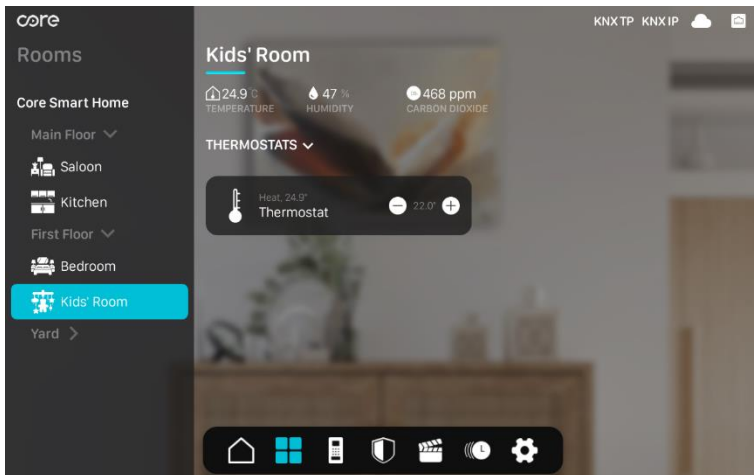 core
KNX TP KNX IP
Rooms
Core Smart Home
Main Floor
Saloon
Kitchen
First Floor
Bedroom
Kids' Room
Yard
Kids' Room
24.9°C
TEMPERATURE
47 %
HUMIDITY
468 ppm
CARBON DIOXIDE
THERMOSTATS
Heat, 24.9°
Thermostat
22.0°